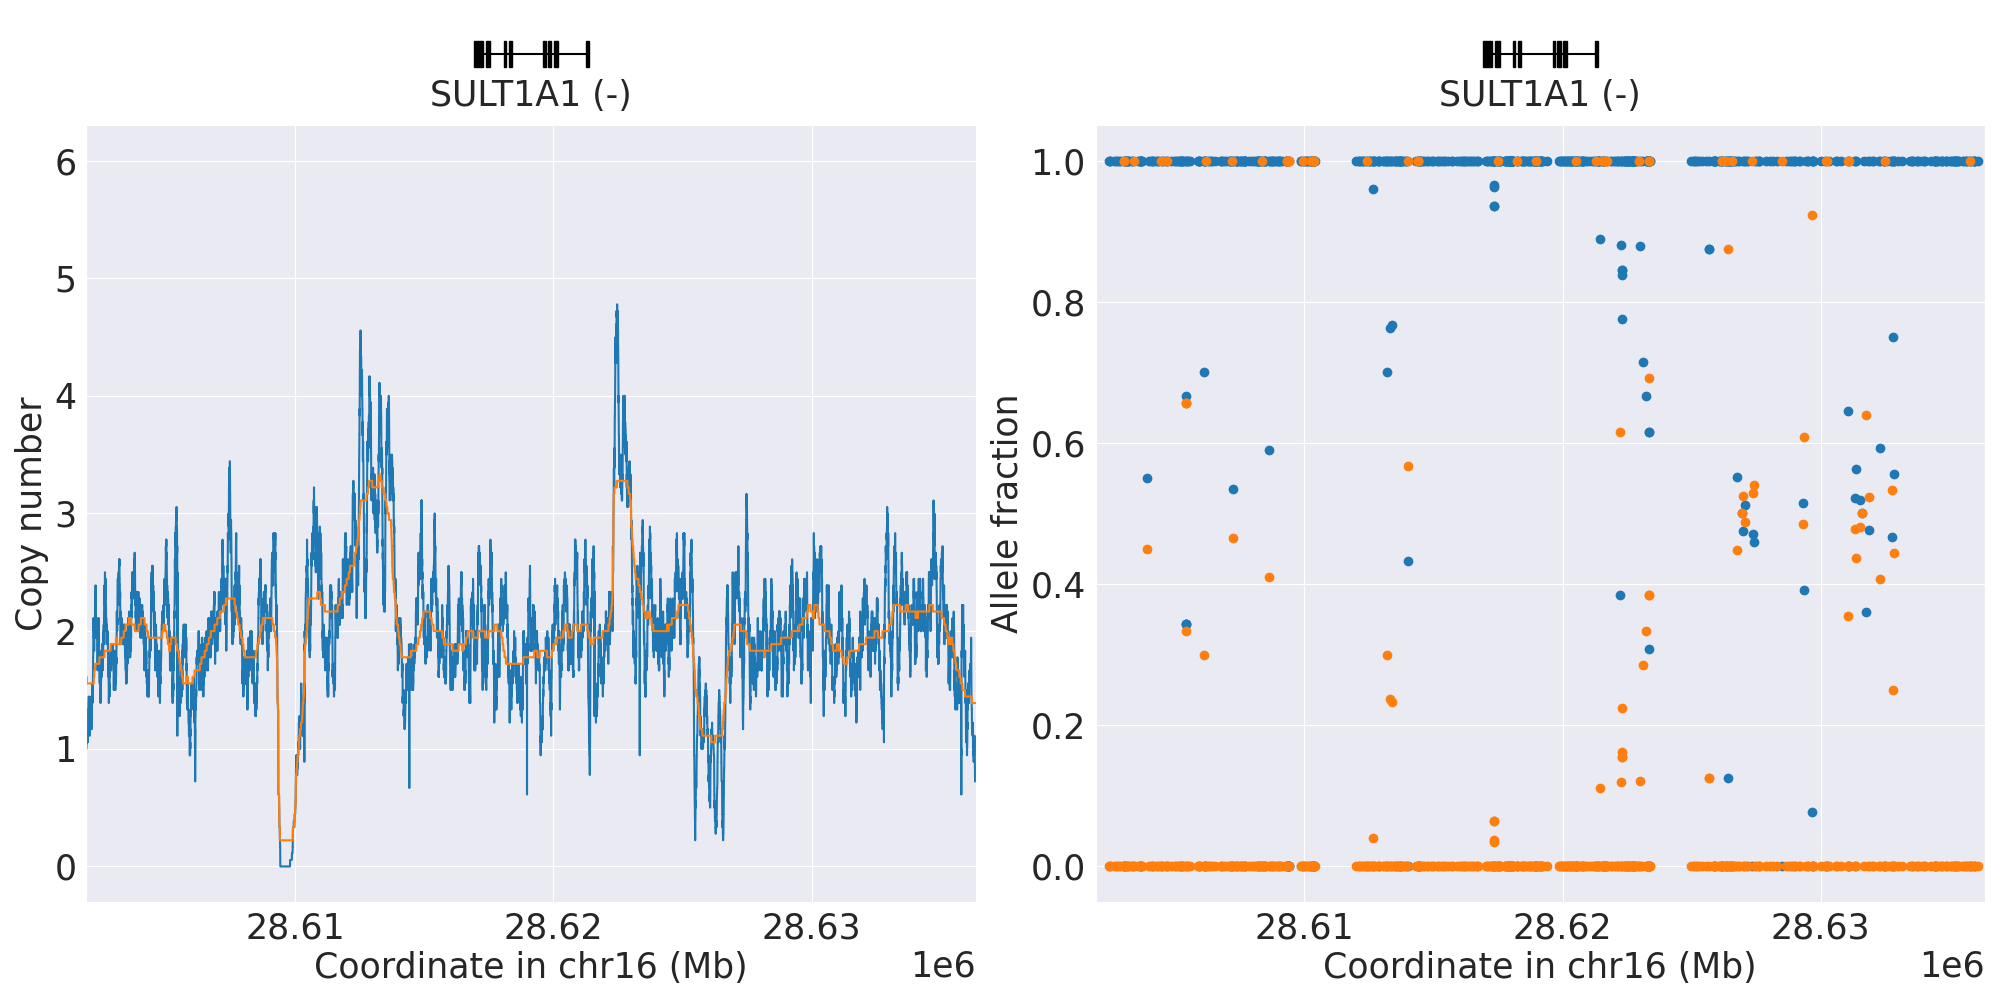 SULT1A1 (-)
Copy number
6
5
4
3
2
1
0
28.61
28.62
28.63
Coordinate in chr16 (Mb)
1e6
SULT1A1 (-)
Allele fraction
1.0
0.8
0.6
0.4
0.2
0.0
28.61
28.62
28.63
Coordinate in chr16 (Mb)
1e6